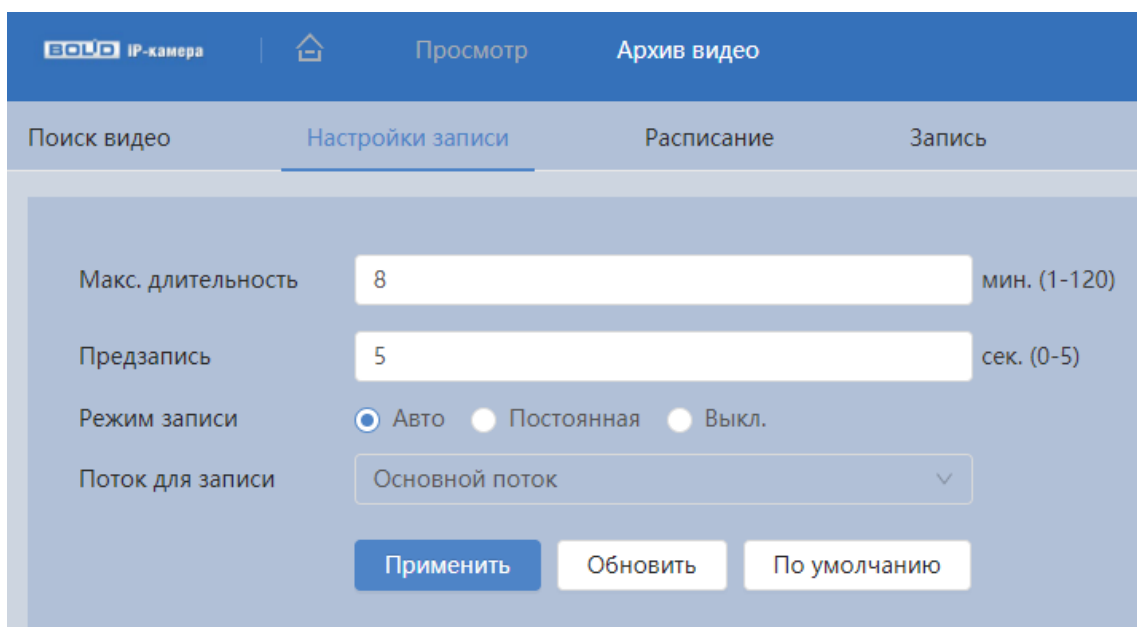 BOLID IP-камера Просмотр Архив видео
Поиск видео Настройки записи Расписание Запись
Макс. длительность 8 мин. (1-120)
Предзапись 5 сек. (0-5)
Режим записи Авто Постоянная Выкл.
Поток для записи Основной поток
Применить Обновить По умолчанию